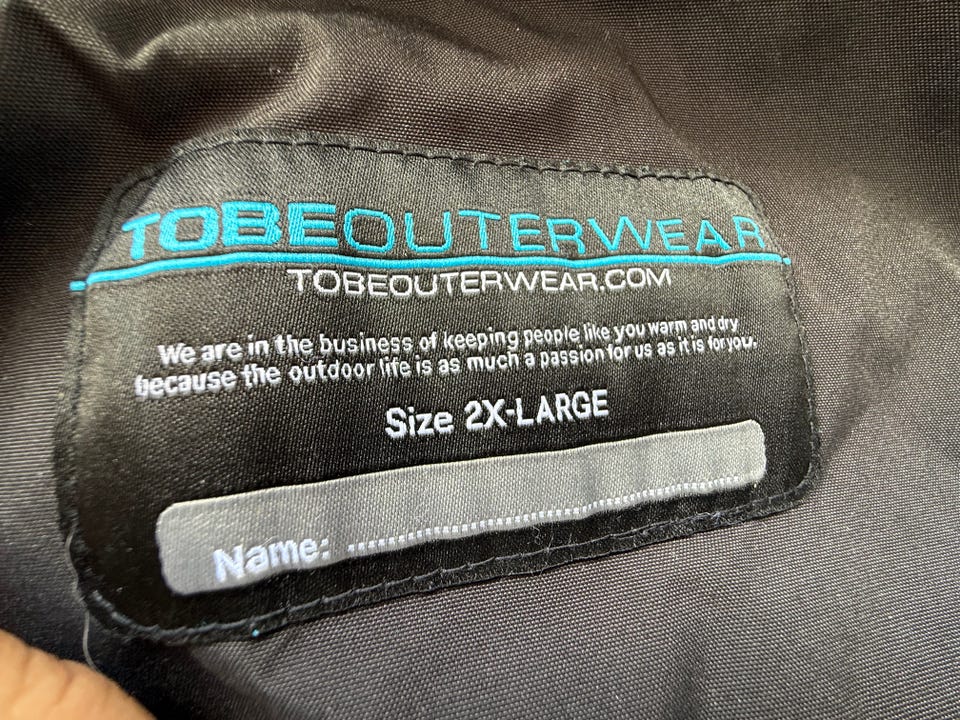 TOBEOUTERWEAR
TOBEOUTERWEAR.COM
We are in the business of keeping people like you warm and dry
because the outdoor life is as much a passion for us as it is for you.
Size 2X-LARGE
Name: ................................................